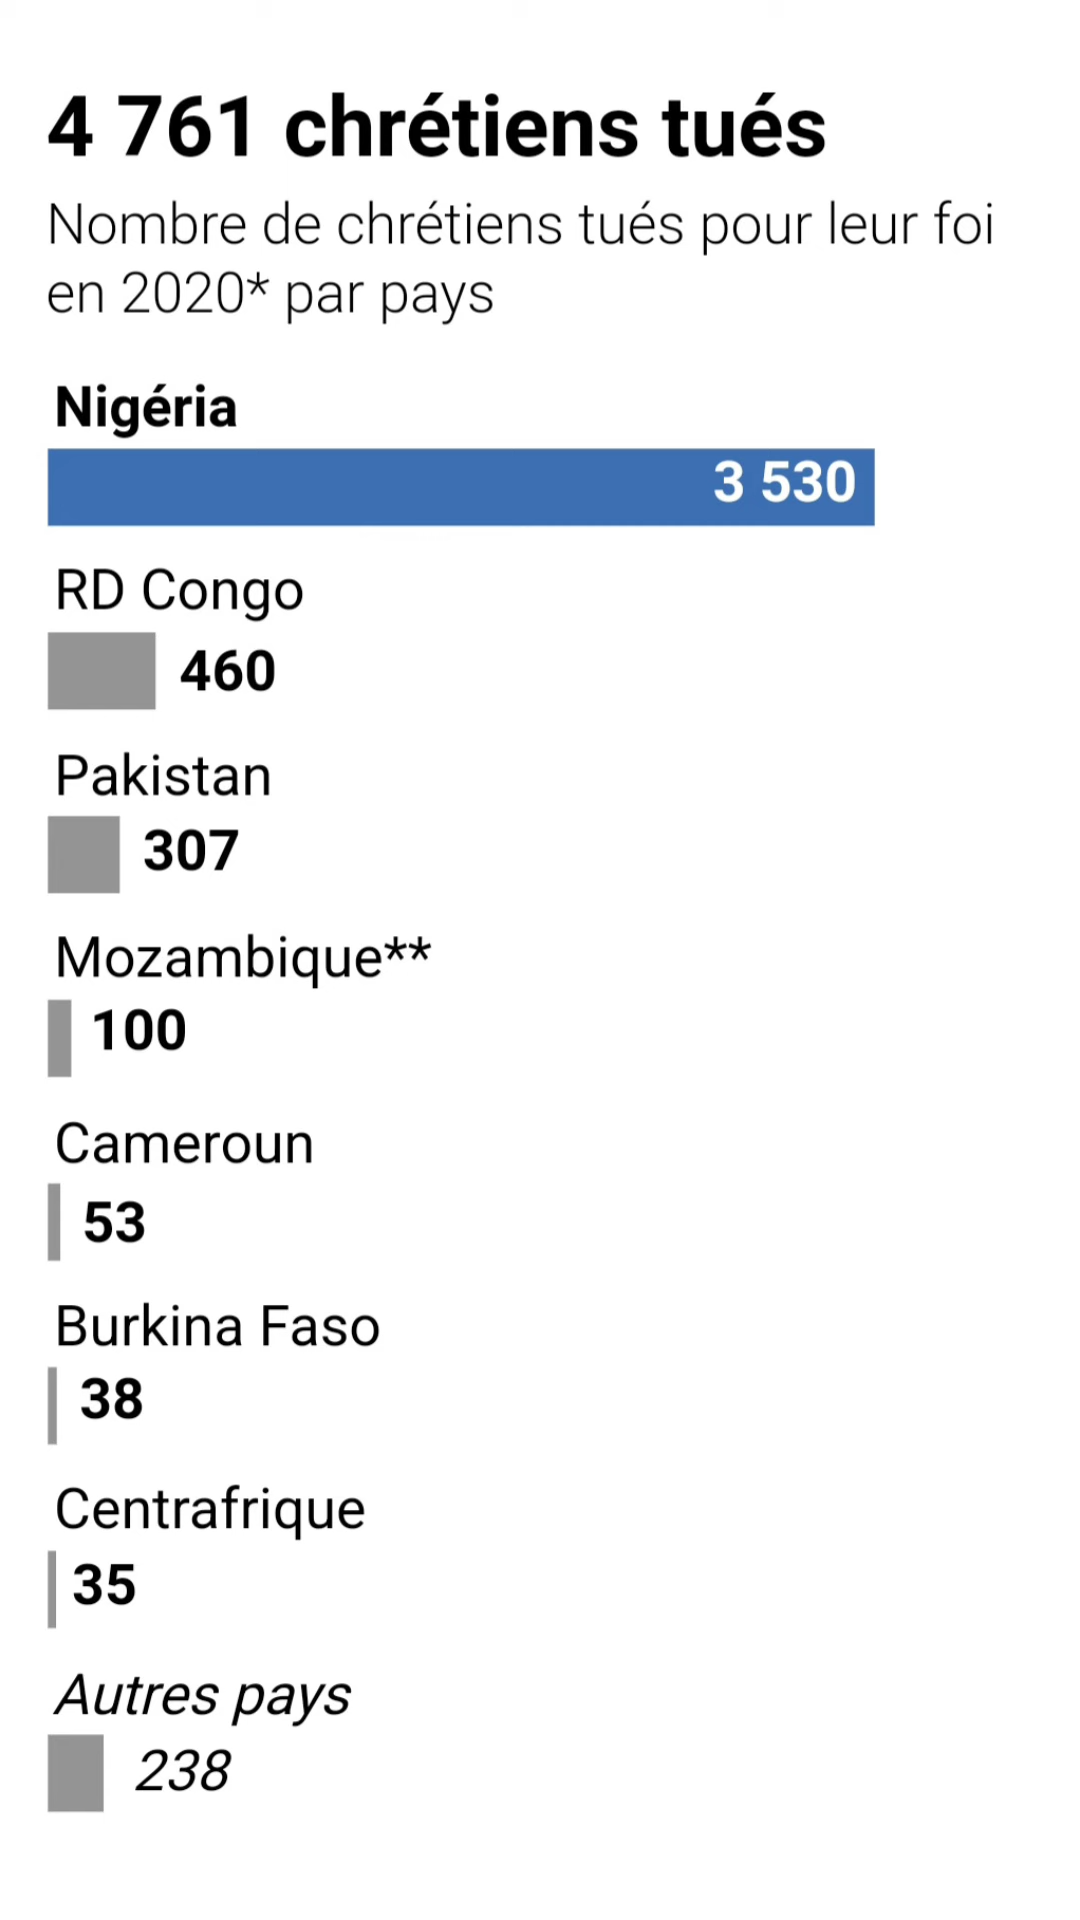 4 761 chrétiens tués
Nombre de chrétiens tués pour leur foi
en 2020* par pays
Nigéria
3 530
RD Congo
460
Pakistan
307
Mozambique**
100
Cameroun
53
Burkina Faso
38
Centrafrique
35
Autres pays
238